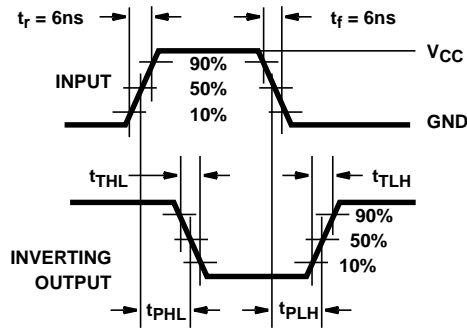 tr = 6ns
tf = 6ns
VCC
90%
INPUT
50%
10%
GND
tTHL
tTLH
90%
INVERTING
OUTPUT
50%
10%
tPHL
tPLH